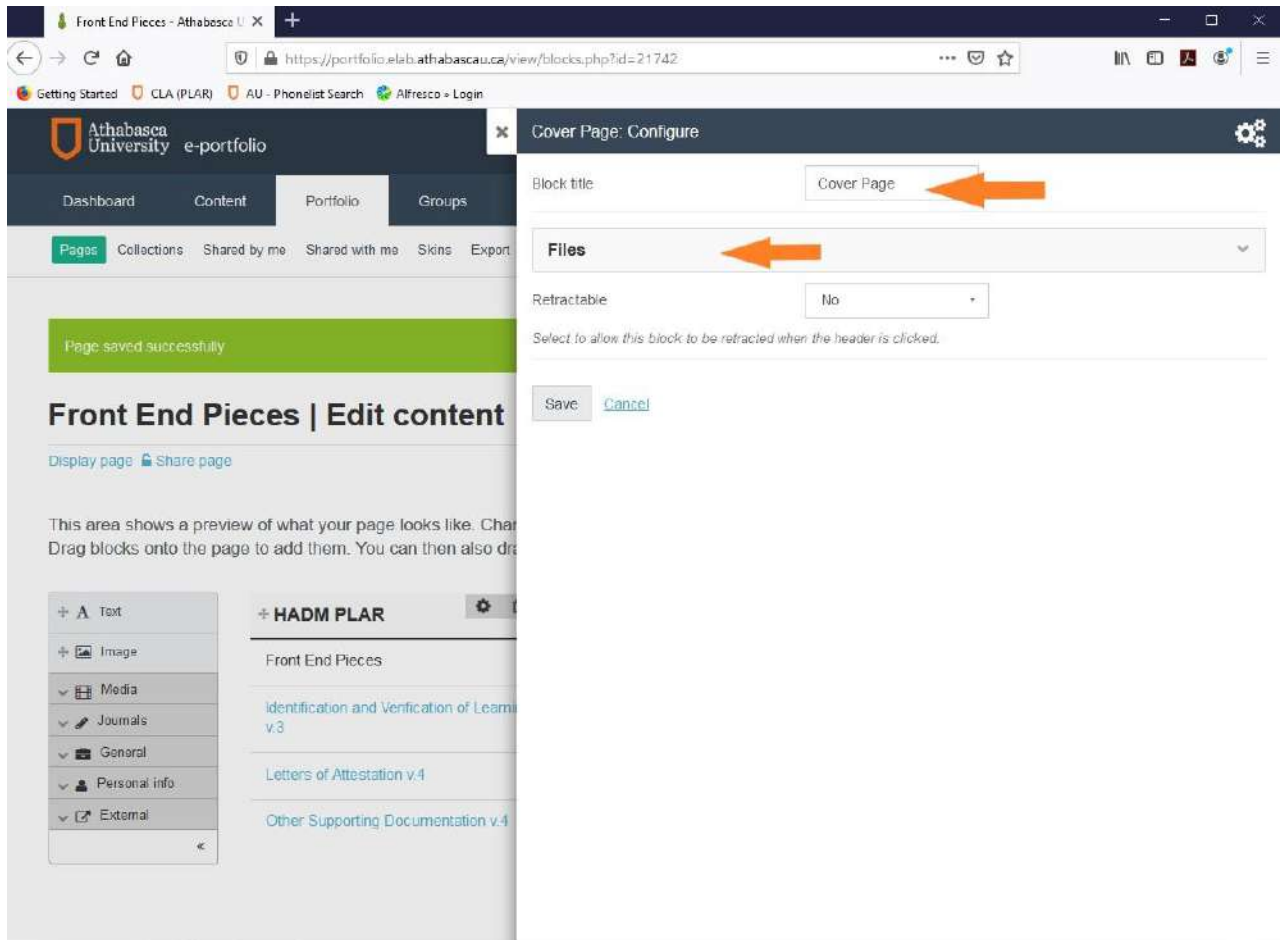 Front End Pieces - Athabasca U
https://portfolio.elab.athabascau.ca/view/blocks.php?id=21742
Getting Started CLA (PLAR) AU - Phonelist Search Alfresco » Login
Athabasca
University e-portfolio
Cover Page: Configure
Dashboard Content Portfolio Groups
Block title Cover Page
Pages Collections Shared by me Shared with me Skins Export
Files
Retractable No
Select to allow this block to be retracted when the header is clicked.
Page saved successfully
Save Cancel
Front End Pieces | Edit content
Display page Share page
This area shows a preview of what your page looks like. Char
Drag blocks onto the page to add them. You can then also dra
A Text
Image
Media
Journals
General
Personal info
External
«
HADM PLAR
Front End Pieces
Identification and Verification of Learni
v.3
Letters of Attestation v.4
Other Supporting Documentation v.4